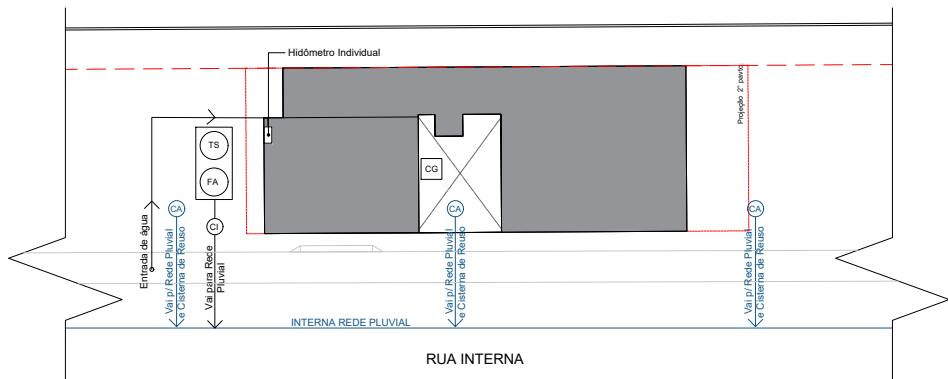 Hidômetro Individual
Projeção 2° pavto.
TS
FA
CG
CI
CA
CA
CA
Entrada de água
Vai p/ Rede Pluvial
e Cisterna de Reuso
Vai para Rece
Pluvial
Vai p/ Rede Pluvial
e Cisterna de Reuso
Vai p/ Rede Pluvial
e Cisterna de Reuso
INTERNA REDE PLUVIAL
RUA INTERNA